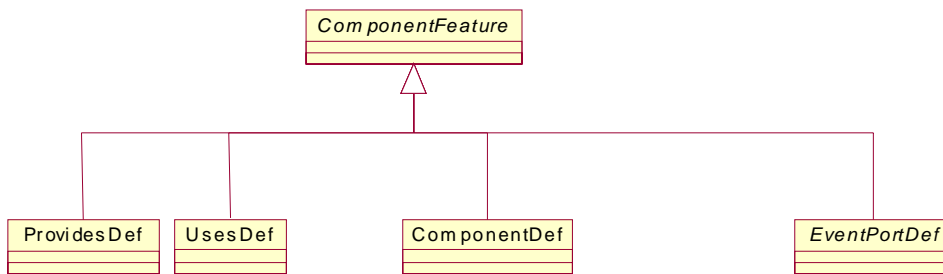 ComponentFeature
ProvidesDef
UsesDef
ComponentDef
EventPortDef